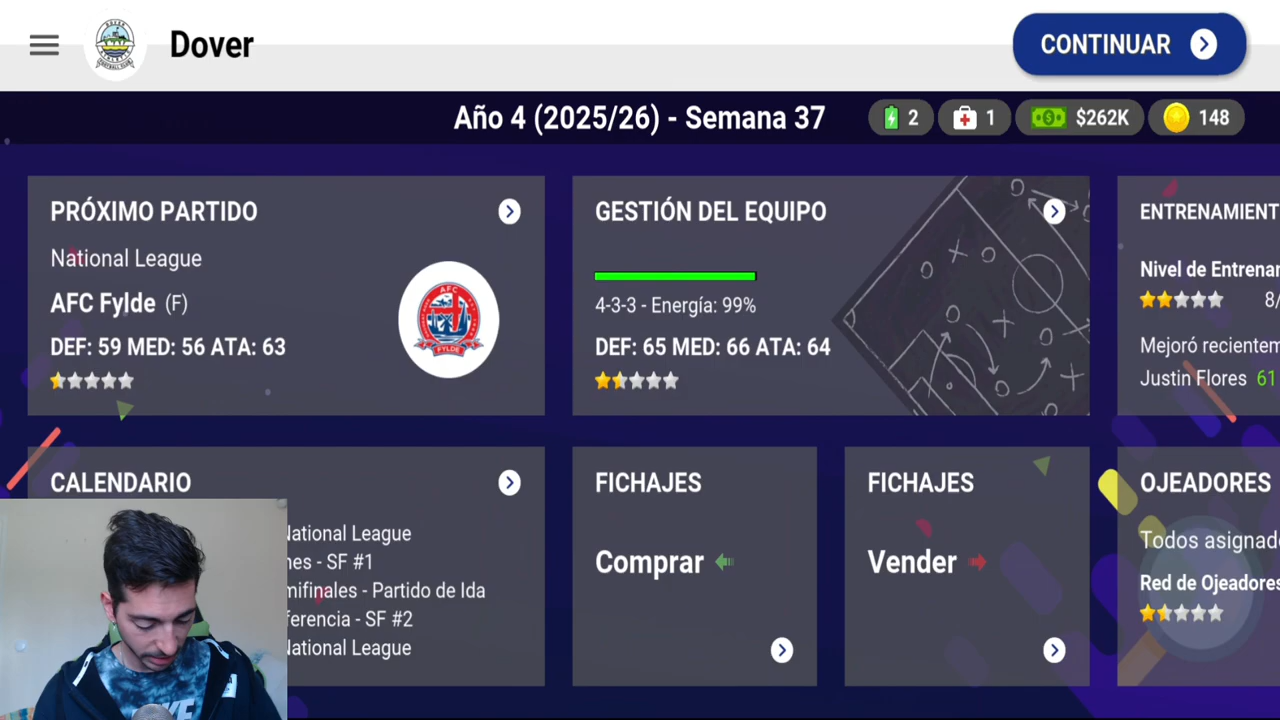 Dover
CONTINUAR
Año 4 (2025/26) - Semana 37
2
1
$262K
148
PRÓXIMO PARTIDO
National League
AFC Fylde (F)
DEF: 59 MED: 56 ATA: 63
AFC
FYLDE
GESTIÓN DEL EQUIPO
4-3-3 - Energía: 99%
DEF: 65 MED: 66 ATA: 64
ENTRENAMIENT
Nivel de Entrenar
8/
Mejoró recientem
Justin Flores 61
CALENDARIO
National League
nes - SF #1
mifinales - Partido de Ida
ferencia - SF #2
National League
FICHAJES
Comprar
FICHAJES
Vender
OJEADORES
Todos asignado
Red de Ojeadores